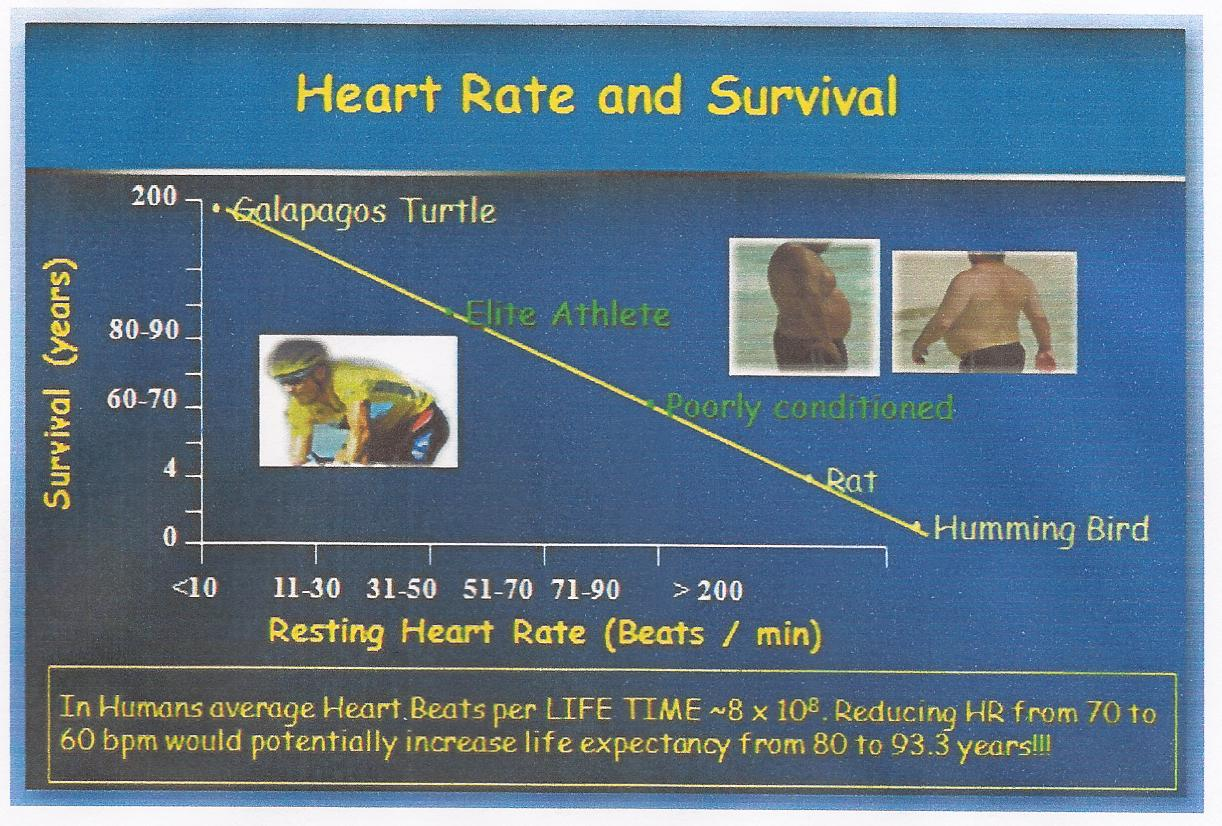 Heart Rate and Survival
200
Galapagos Turtle
Elite Athlete
80-90
60-70
Poorly conditioned
4
Rat
0
Humming Bird
Survival (years)
<10 11-30 31-50 51-70 71-90 > 200
Resting Heart Rate (Beats / min)
In Humans average Heart Beats per LIFE TIME ~8 x 10⁸. Reducing HR from 70 to
60 bpm would potentially increase life expectancy from 80 to 93.3 years!!!